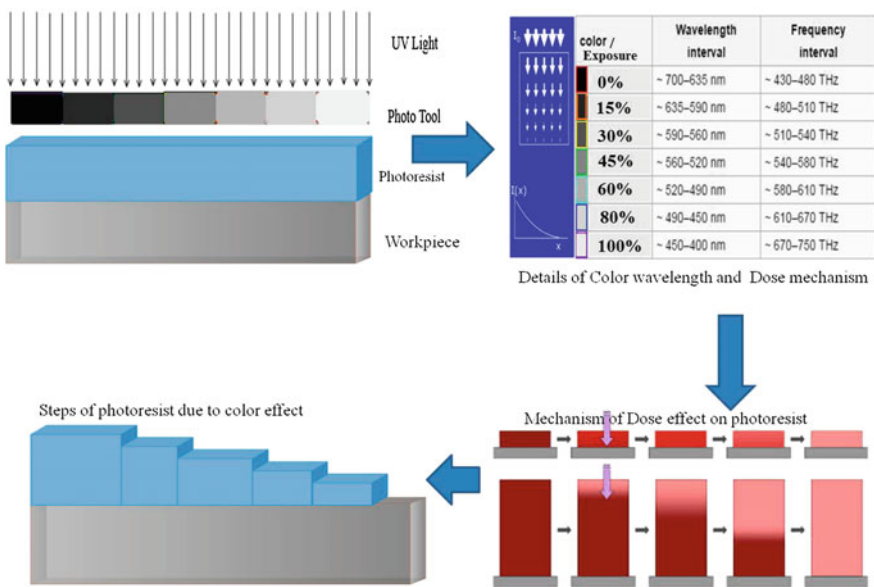 UV Light
Photo Tool
Photoresist
Workpiece
I₀
I(x)
x
color / Exposure Wavelength interval Frequency interval
0% ~ 700–635 nm ~ 430–480 THz
15% ~ 635–590 nm ~ 480–510 THz
30% ~ 590–560 nm ~ 510–540 THz
45% ~ 560–520 nm ~ 540–580 THz
60% ~ 520–490 nm ~ 580–610 THz
80% ~ 490–450 nm ~ 610–670 THz
100% ~ 450–400 nm ~ 670–750 THz
Details of Color wavelength and Dose mechanism
Steps of photoresist due to color effect
Mechanism of Dose effect on photoresist